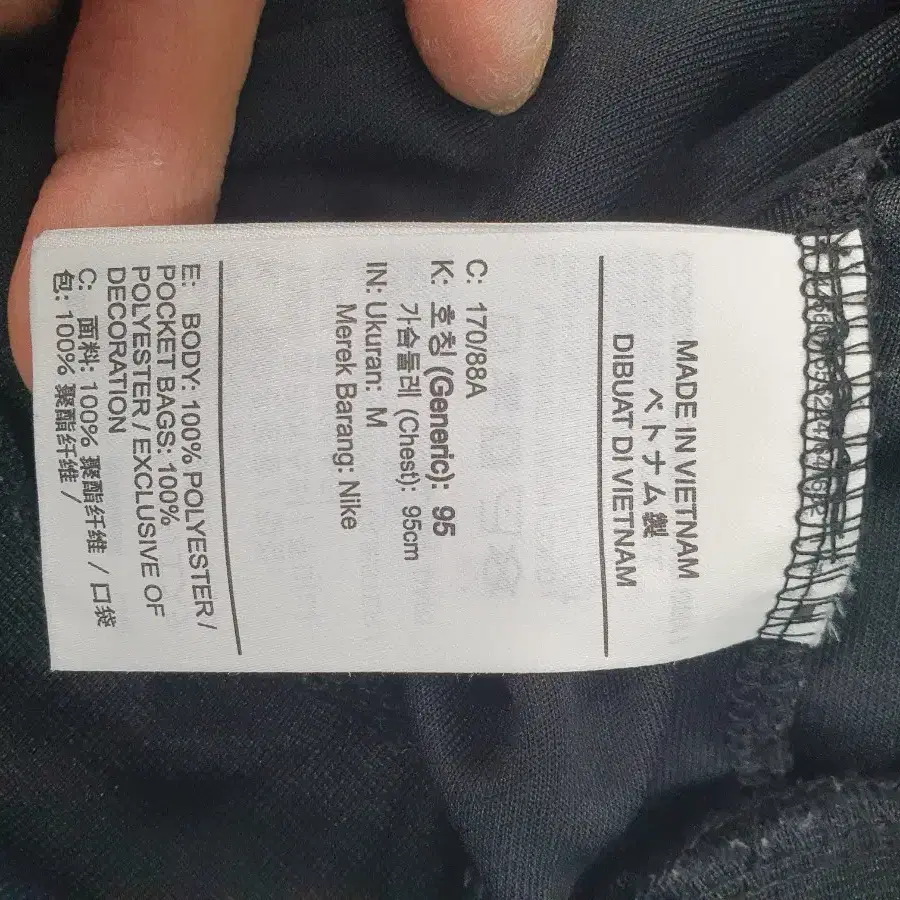 MADE IN VIETNAM
ベトナム製
DIBUAT DI VIETNAM
C: 170/88A
K: 호칭 (Generic): 95
가슴둘레 (Chest): 95cm
IN: Ukuran: M
Merek Barang: Nike
E: BODY: 100% POLYESTER /
POCKET BAGS: 100%
POLYESTER / EXCLUSIVE OF
DECORATION
C: 面料: 100% 聚酯纤维 / 口袋
包: 100% 聚酯纤维 /